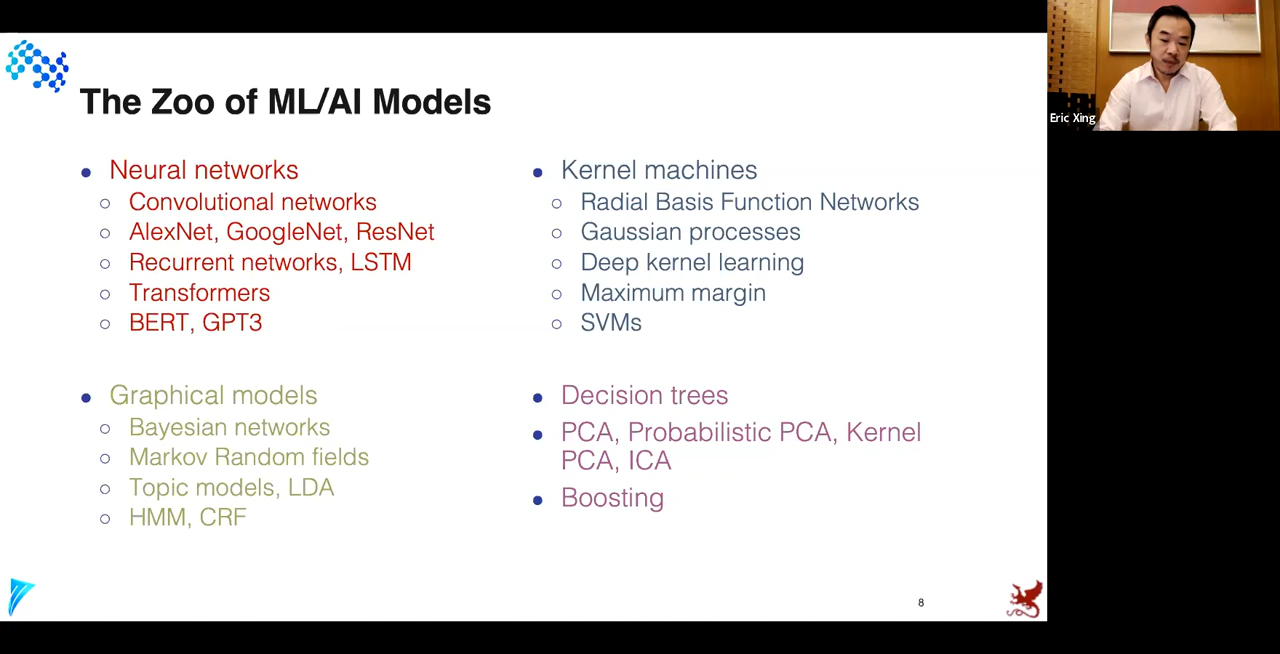 The Zoo of ML/AI Models
Neural networks
Convolutional networks
AlexNet, GoogleNet, ResNet
Recurrent networks, LSTM
Transformers
BERT, GPT3
Graphical models
Bayesian networks
Markov Random fields
Topic models, LDA
HMM, CRF
Kernel machines
Radial Basis Function Networks
Gaussian processes
Deep kernel learning
Maximum margin
SVMs
Decision trees
PCA, Probabilistic PCA, Kernel
PCA, ICA
Boosting
8
Eric Xing